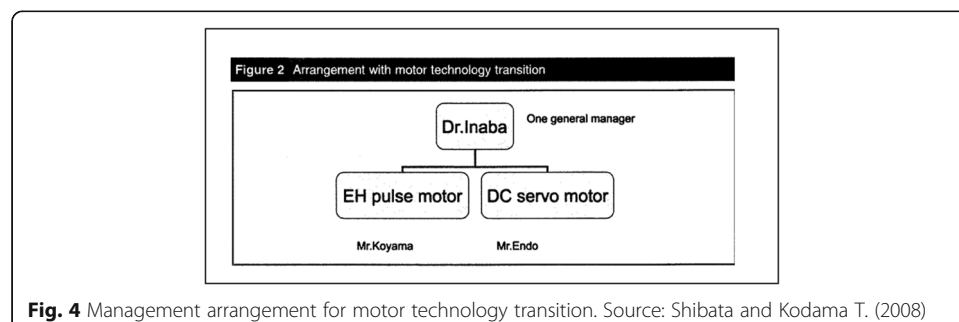 Figure 2 Arrangement with motor technology transition
Dr.Inaba
One general manager
EH pulse motor
DC servo motor
Mr.Koyama
Mr.Endo
Fig. 4 Management arrangement for motor technology transition. Source: Shibata and Kodama T. (2008)